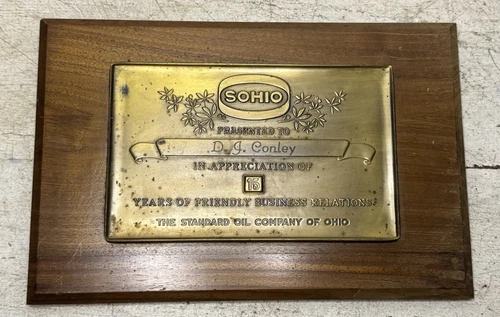 SOHIO
PRESENTED TO
D. J. Conley
IN APPRECIATION OF
15
YEARS OF FRIENDLY BUSINESS RELATIONS
THE STANDARD OIL COMPANY OF OHIO